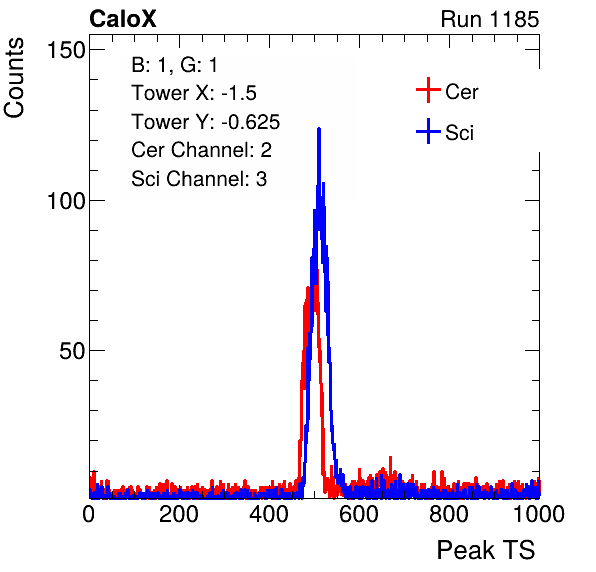 CaloX Run 1185
Counts
150
100
50
B: 1, G: 1
Tower X: -1.5
Tower Y: -0.625
Cer Channel: 2
Sci Channel: 3
Cer
Sci
0 200 400 600 800 1000
Peak TS